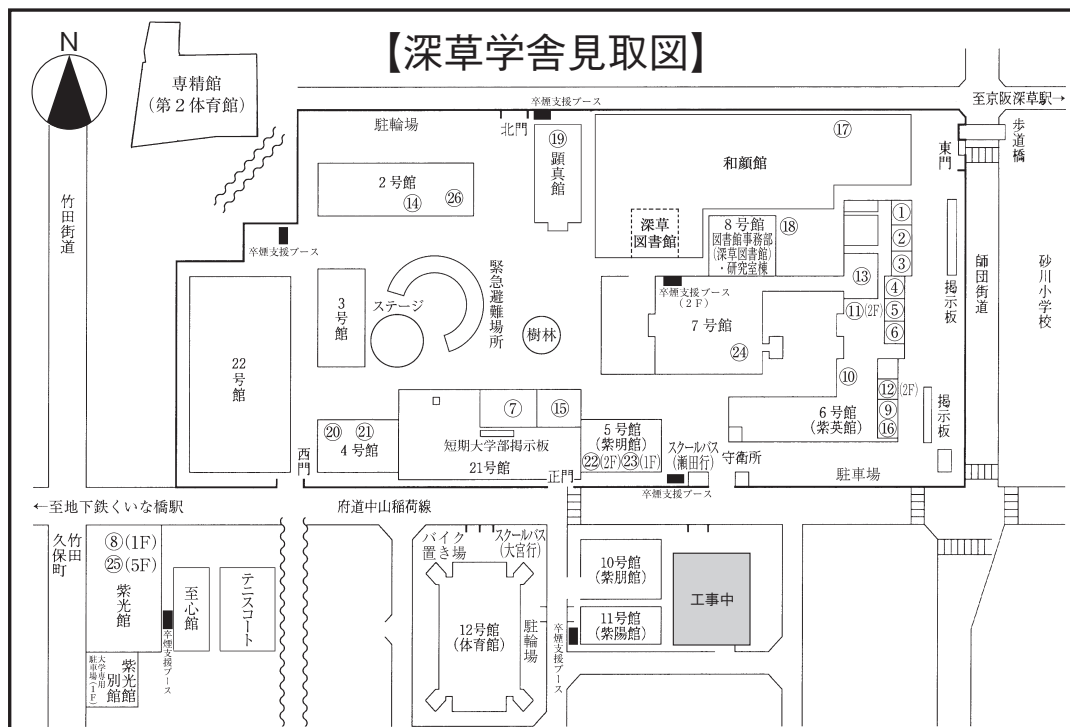 【深草学舎見取図】
N
専精館
(第2体育館)
卒煙支援ブース
至京阪深草駅→
駐輪場
北門
⑲
顕真館
⑰
和顔館
東門
歩道橋
2号館
⑭
㉖
竹田街道
卒煙支援ブース
深草
図書館
8号館
図書館事務部
(深草図書館)
・研究室棟
⑱
①
②
③
⑬
④
⑤
⑥
⑪(2F)
掲示板
師団街道
砂川小学校
3号館
ステージ
緊急避難場所
樹林
卒煙支援ブース
(2F)
7号館
㉔
⑩
22号館
⑫(2F)
⑨
⑯
6号館
(紫英館)
掲示板
⑳
㉑
4号館
⑦
⑮
短期大学部掲示板
21号館
5号館
(紫明館)
㉒(2F)㉓(1F)
スクールバス
(瀬田行)
守衛所
駐車場
西門
正門
卒煙支援ブース
←至地下鉄くいな橋駅
府道中山稲荷線
竹田
久保町
⑧(1F)
㉕(5F)
紫光館
卒煙支援ブース
至心館
テニスコート
紫光館
別館
大学専用
駐車場(1F)
バイク
置き場
スクールバス
(大宮行)
12号館
(体育館)
駐輪場
卒煙支援ブース
10号館
(紫朋館)
11号館
(紫陽館)
工事中